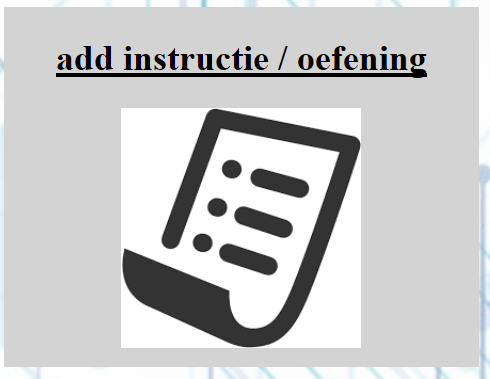 add instructie / oefening